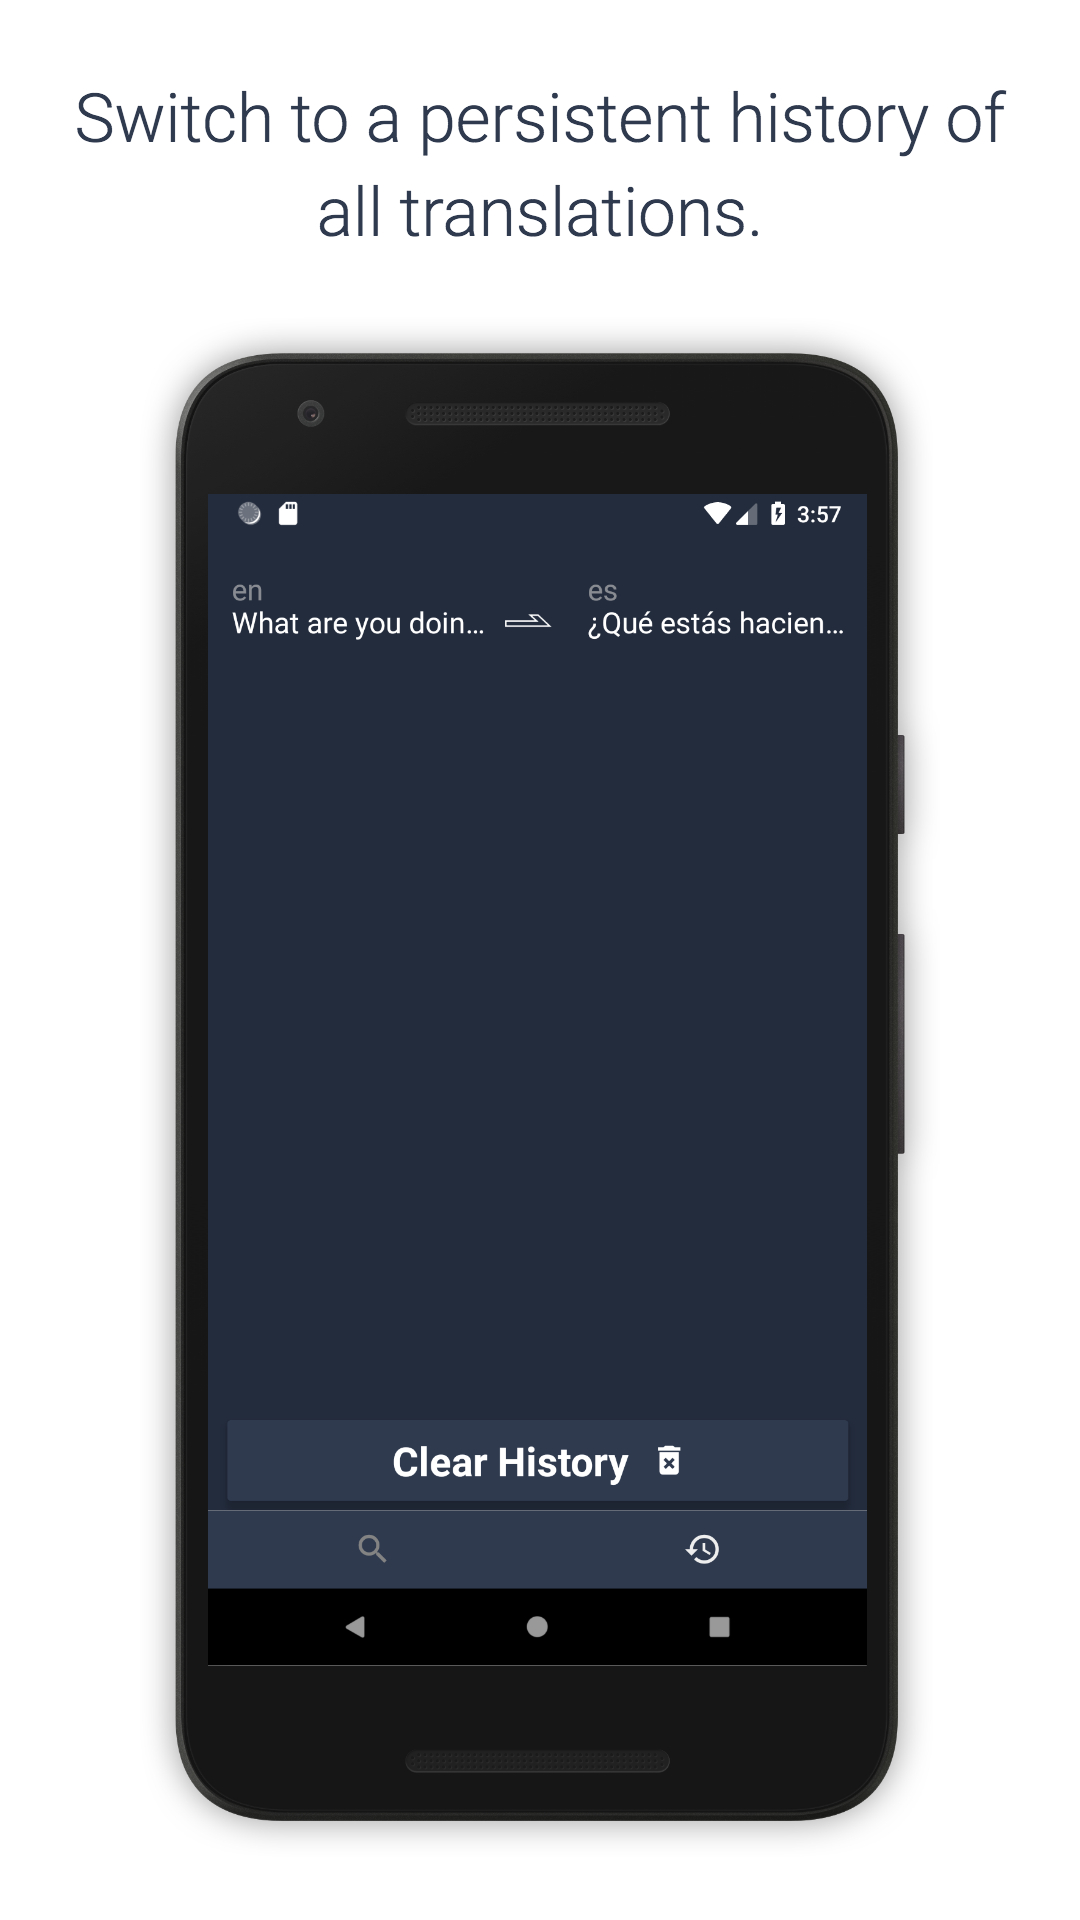 Switch to a persistent history of
all translations.
3:57
en
es
What are you doin...
¿Qué estás hacien...
Clear History